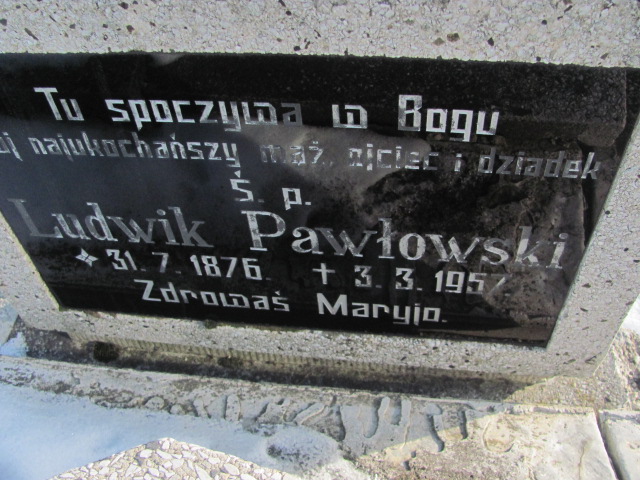 Tu spoczywa w Bogu
najukochańszy mąż, ojciec i dziadek
Ś. p.
Ludwik Pawłowski
31. 7. 1876. + 3. 3. 1957.
Zdrowaś Maryjo.